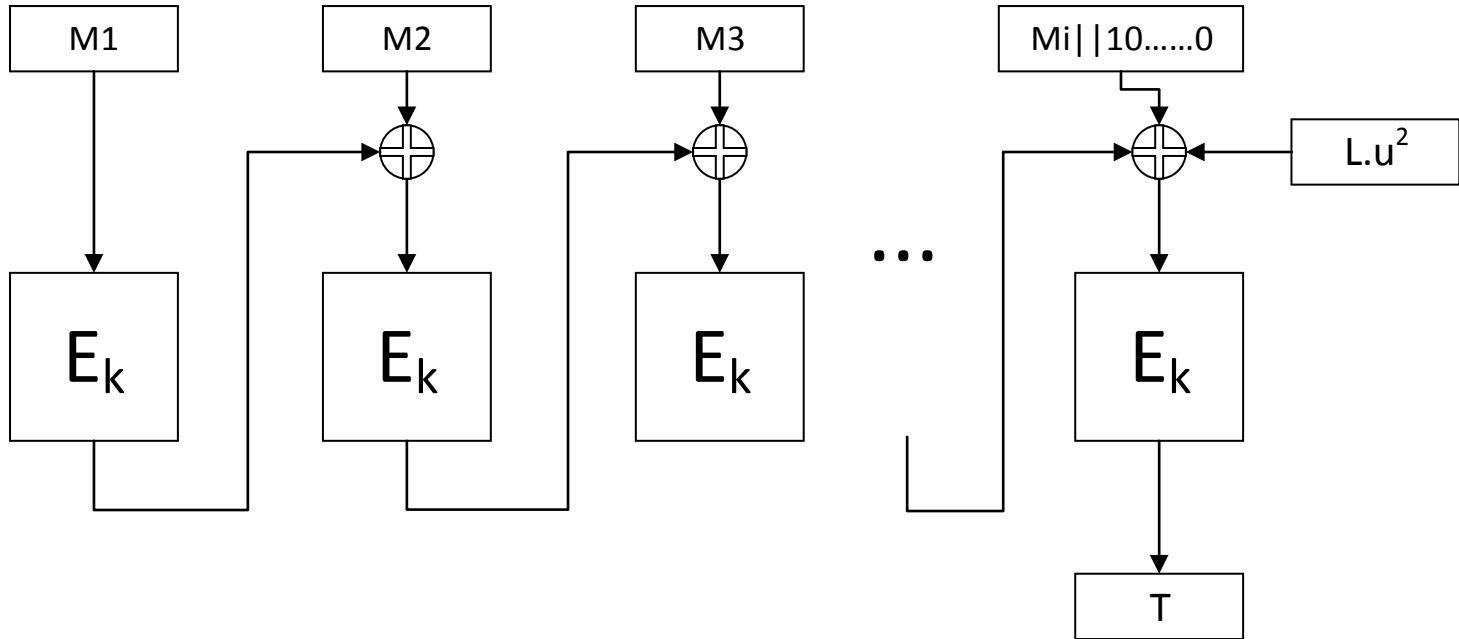 M1
M2
M3
Mi||10......0
L.u²
...
Eₖ
Eₖ
Eₖ
Eₖ
T